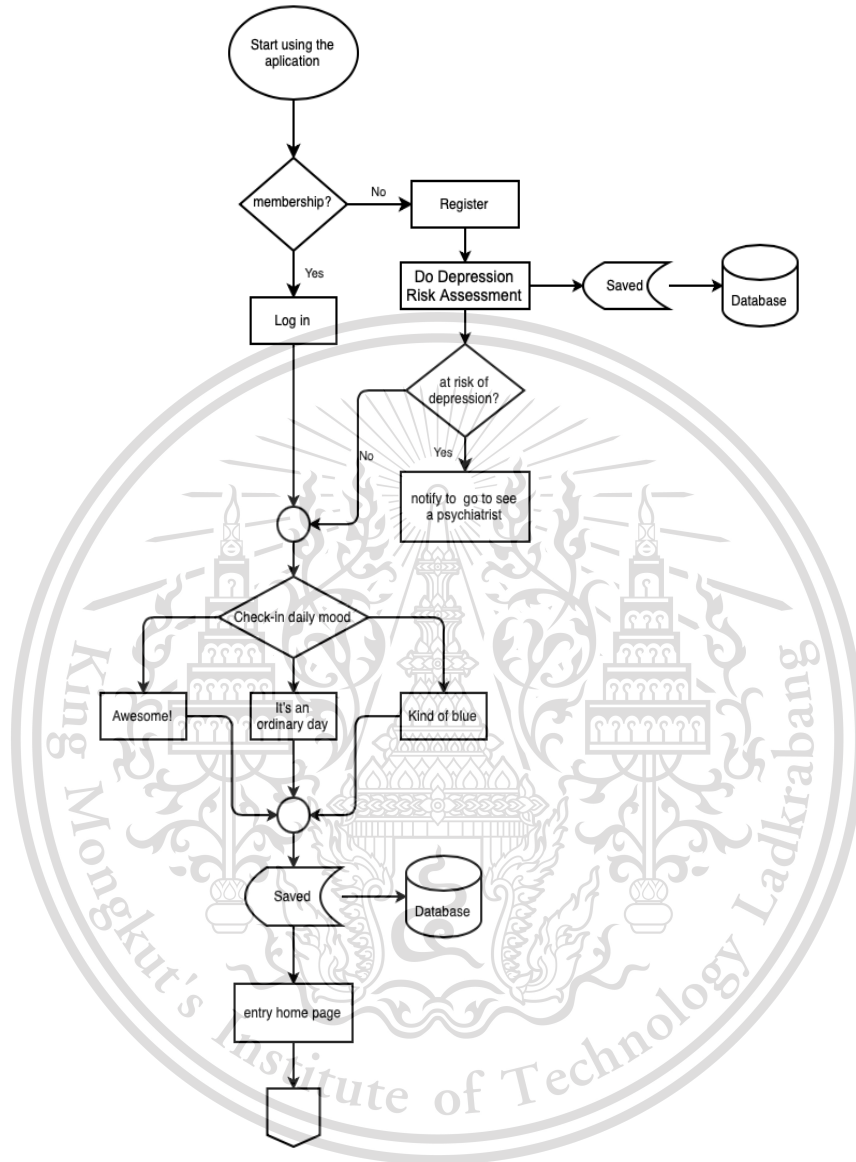 Start using the
aplication
membership?
No
Register
Yes
Do Depression
Risk Assessment
Saved
Database
Log in
at risk of
depression?
No
Yes
notify to go to see
a psychiatrist
Check-in daily mood
Awesome!
It's an
ordinary day
Kind of blue
Saved
Database
entry home page
King Mongkut's Institute of Technology Ladkrabang